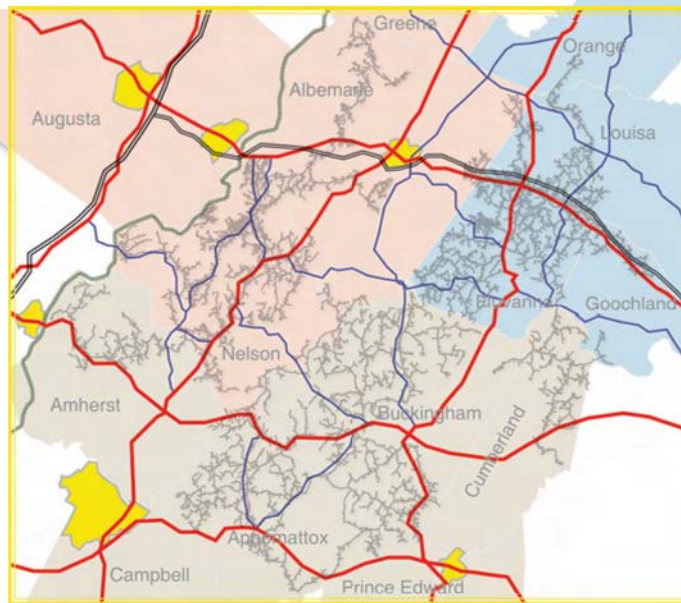 Greene
Orange
Albemarle
Augusta
Louisa
Fluvanna
Goochland
Nelson
Amherst
Buckingham
Cumberland
Appomattox
Campbell
Prince Edward